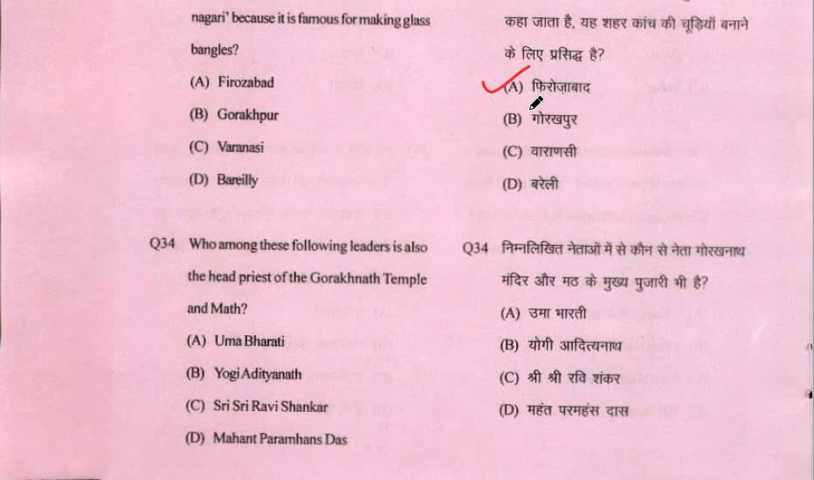 nagari' because it is famous for making glass
bangles?
(A) Firozabad
(B) Gorakhpur
(C) Varanasi
(D) Bareilly
Q34 Who among these following leaders is also
the head priest of the Gorakhnath Temple
and Math?
(A) Uma Bharati
(B) Yogi Adityanath
(C) Sri Sri Ravi Shankar
(D) Mahant Paramhans Das
कहा जाता है, यह शहर कांच की चूड़ियाँ बनाने
के लिए प्रसिद्ध है?
(A) फिरोज़ाबाद
(B) गोरखपुर
(C) वाराणसी
(D) बरेली
Q34 निम्नलिखित नेताओं में से कौन से नेता गोरखनाथ
मंदिर और मठ के मुख्य पुजारी भी है?
(A) उमा भारती
(B) योगी आदित्यनाथ
(C) श्री श्री रवि शंकर
(D) महंत परमहंस दास